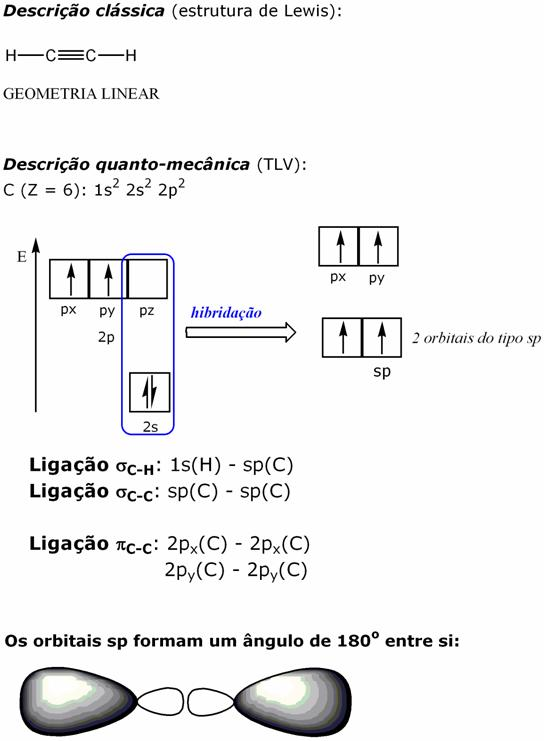 Descrição clássica (estrutura de Lewis):
H—C≡C—H
GEOMETRIA LINEAR
Descrição quanto-mecânica (TLV):
C (Z = 6): 1s² 2s² 2p²
E
px py pz
2p
2s
hibridação
px py
2 orbitais do tipo sp
sp
Ligação σC-H: 1s(H) - sp(C)
Ligação σC-C: sp(C) - sp(C)
Ligação πC-C: 2px(C) - 2px(C)
2py(C) - 2py(C)
Os orbitais sp formam um ângulo de 180º entre si: